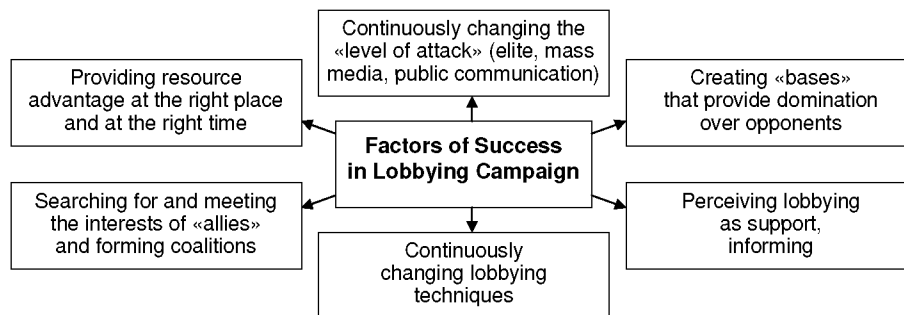 Continuously changing the
«level of attack» (elite, mass
media, public communication)
Providing resource
advantage at the right place
and at the right time
Creating «bases»
that provide domination
over opponents
Factors of Success
in Lobbying Campaign
Searching for and meeting
the interests of «allies»
and forming coalitions
Perceiving lobbying
as support,
informing
Continuously
changing lobbying
techniques